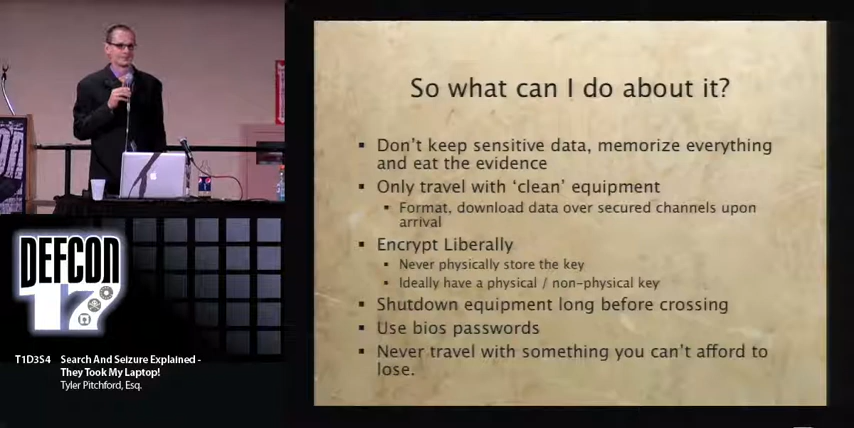 So what can I do about it?
Don't keep sensitive data, memorize everything
and eat the evidence
Only travel with 'clean' equipment
Format, download data over secured channels upon
arrival
Encrypt Liberally
Never physically store the key
Ideally have a physical / non-physical key
Shutdown equipment long before crossing
Use bios passwords
Never travel with something you can't afford to
lose.
DEFCON
17
T1D3S4 Search And Seizure Explained -
They Took My Laptop!
Tyler Pitchford, Esq.